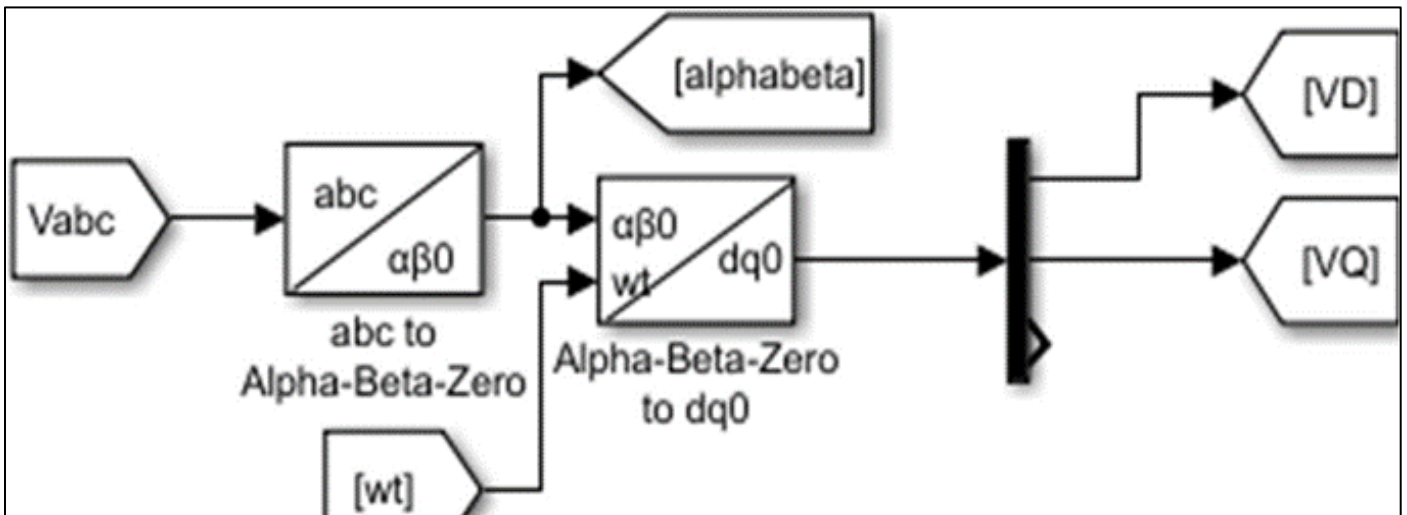 [alphabeta]
[VD]
Vabc
abc
αβ0
αβ0
wt
dq0
[VQ]
abc to
Alpha-Beta-Zero
Alpha-Beta-Zero
to dq0
[wt]